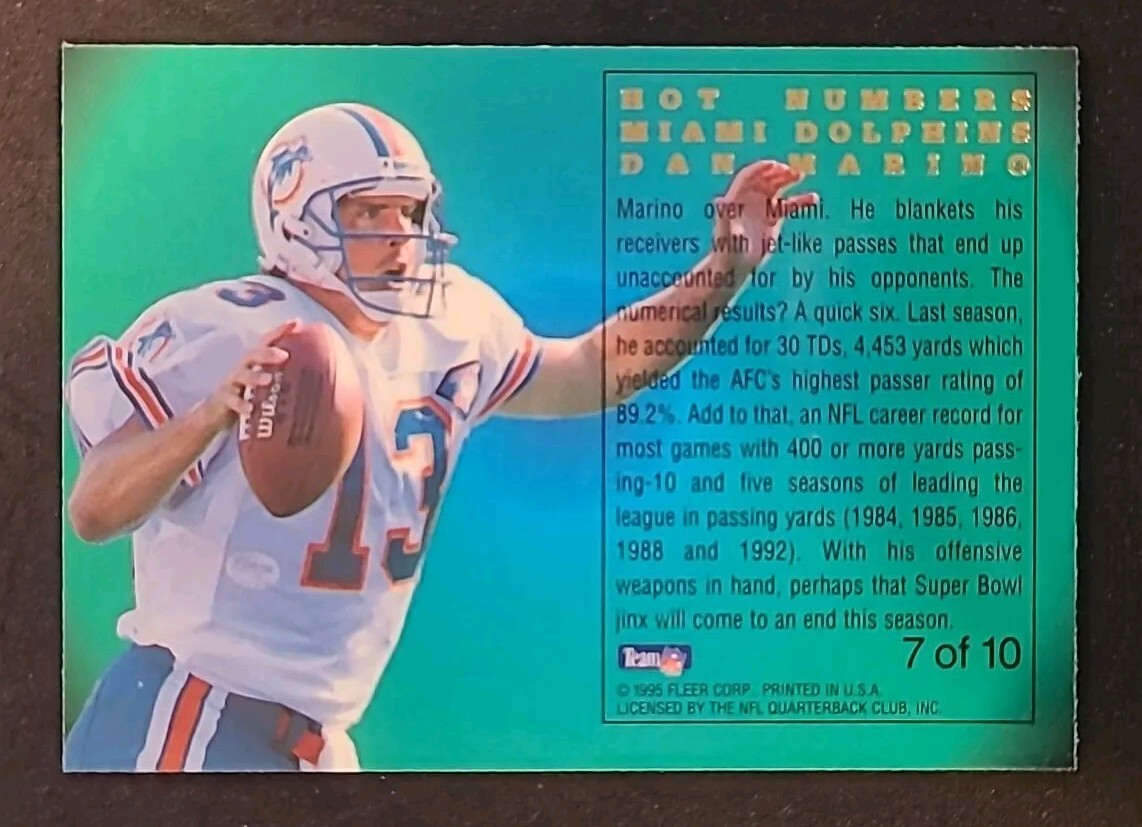 HOT NUMBERS
MIAMI DOLPHINS
DAN MARINO
Marino over Miami. He blankets his
receivers with jet-like passes that end up
unaccounted for by his opponents. The
numerical results? A quick six. Last season,
he accounted for 30 TDs, 4,453 yards which
yielded the AFC's highest passer rating of
89.2%. Add to that, an NFL career record for
most games with 400 or more yards pass-
ing-10 and five seasons of leading the
league in passing yards (1984, 1985, 1986,
1988 and 1992). With his offensive
weapons in hand, perhaps that Super Bowl
jinx will come to an end this season.
7 of 10
Team NFL
© 1995 FLEER CORP. PRINTED IN U.S.A.
LICENSED BY THE NFL QUARTERBACK CLUB, INC.
13
Wilson
13